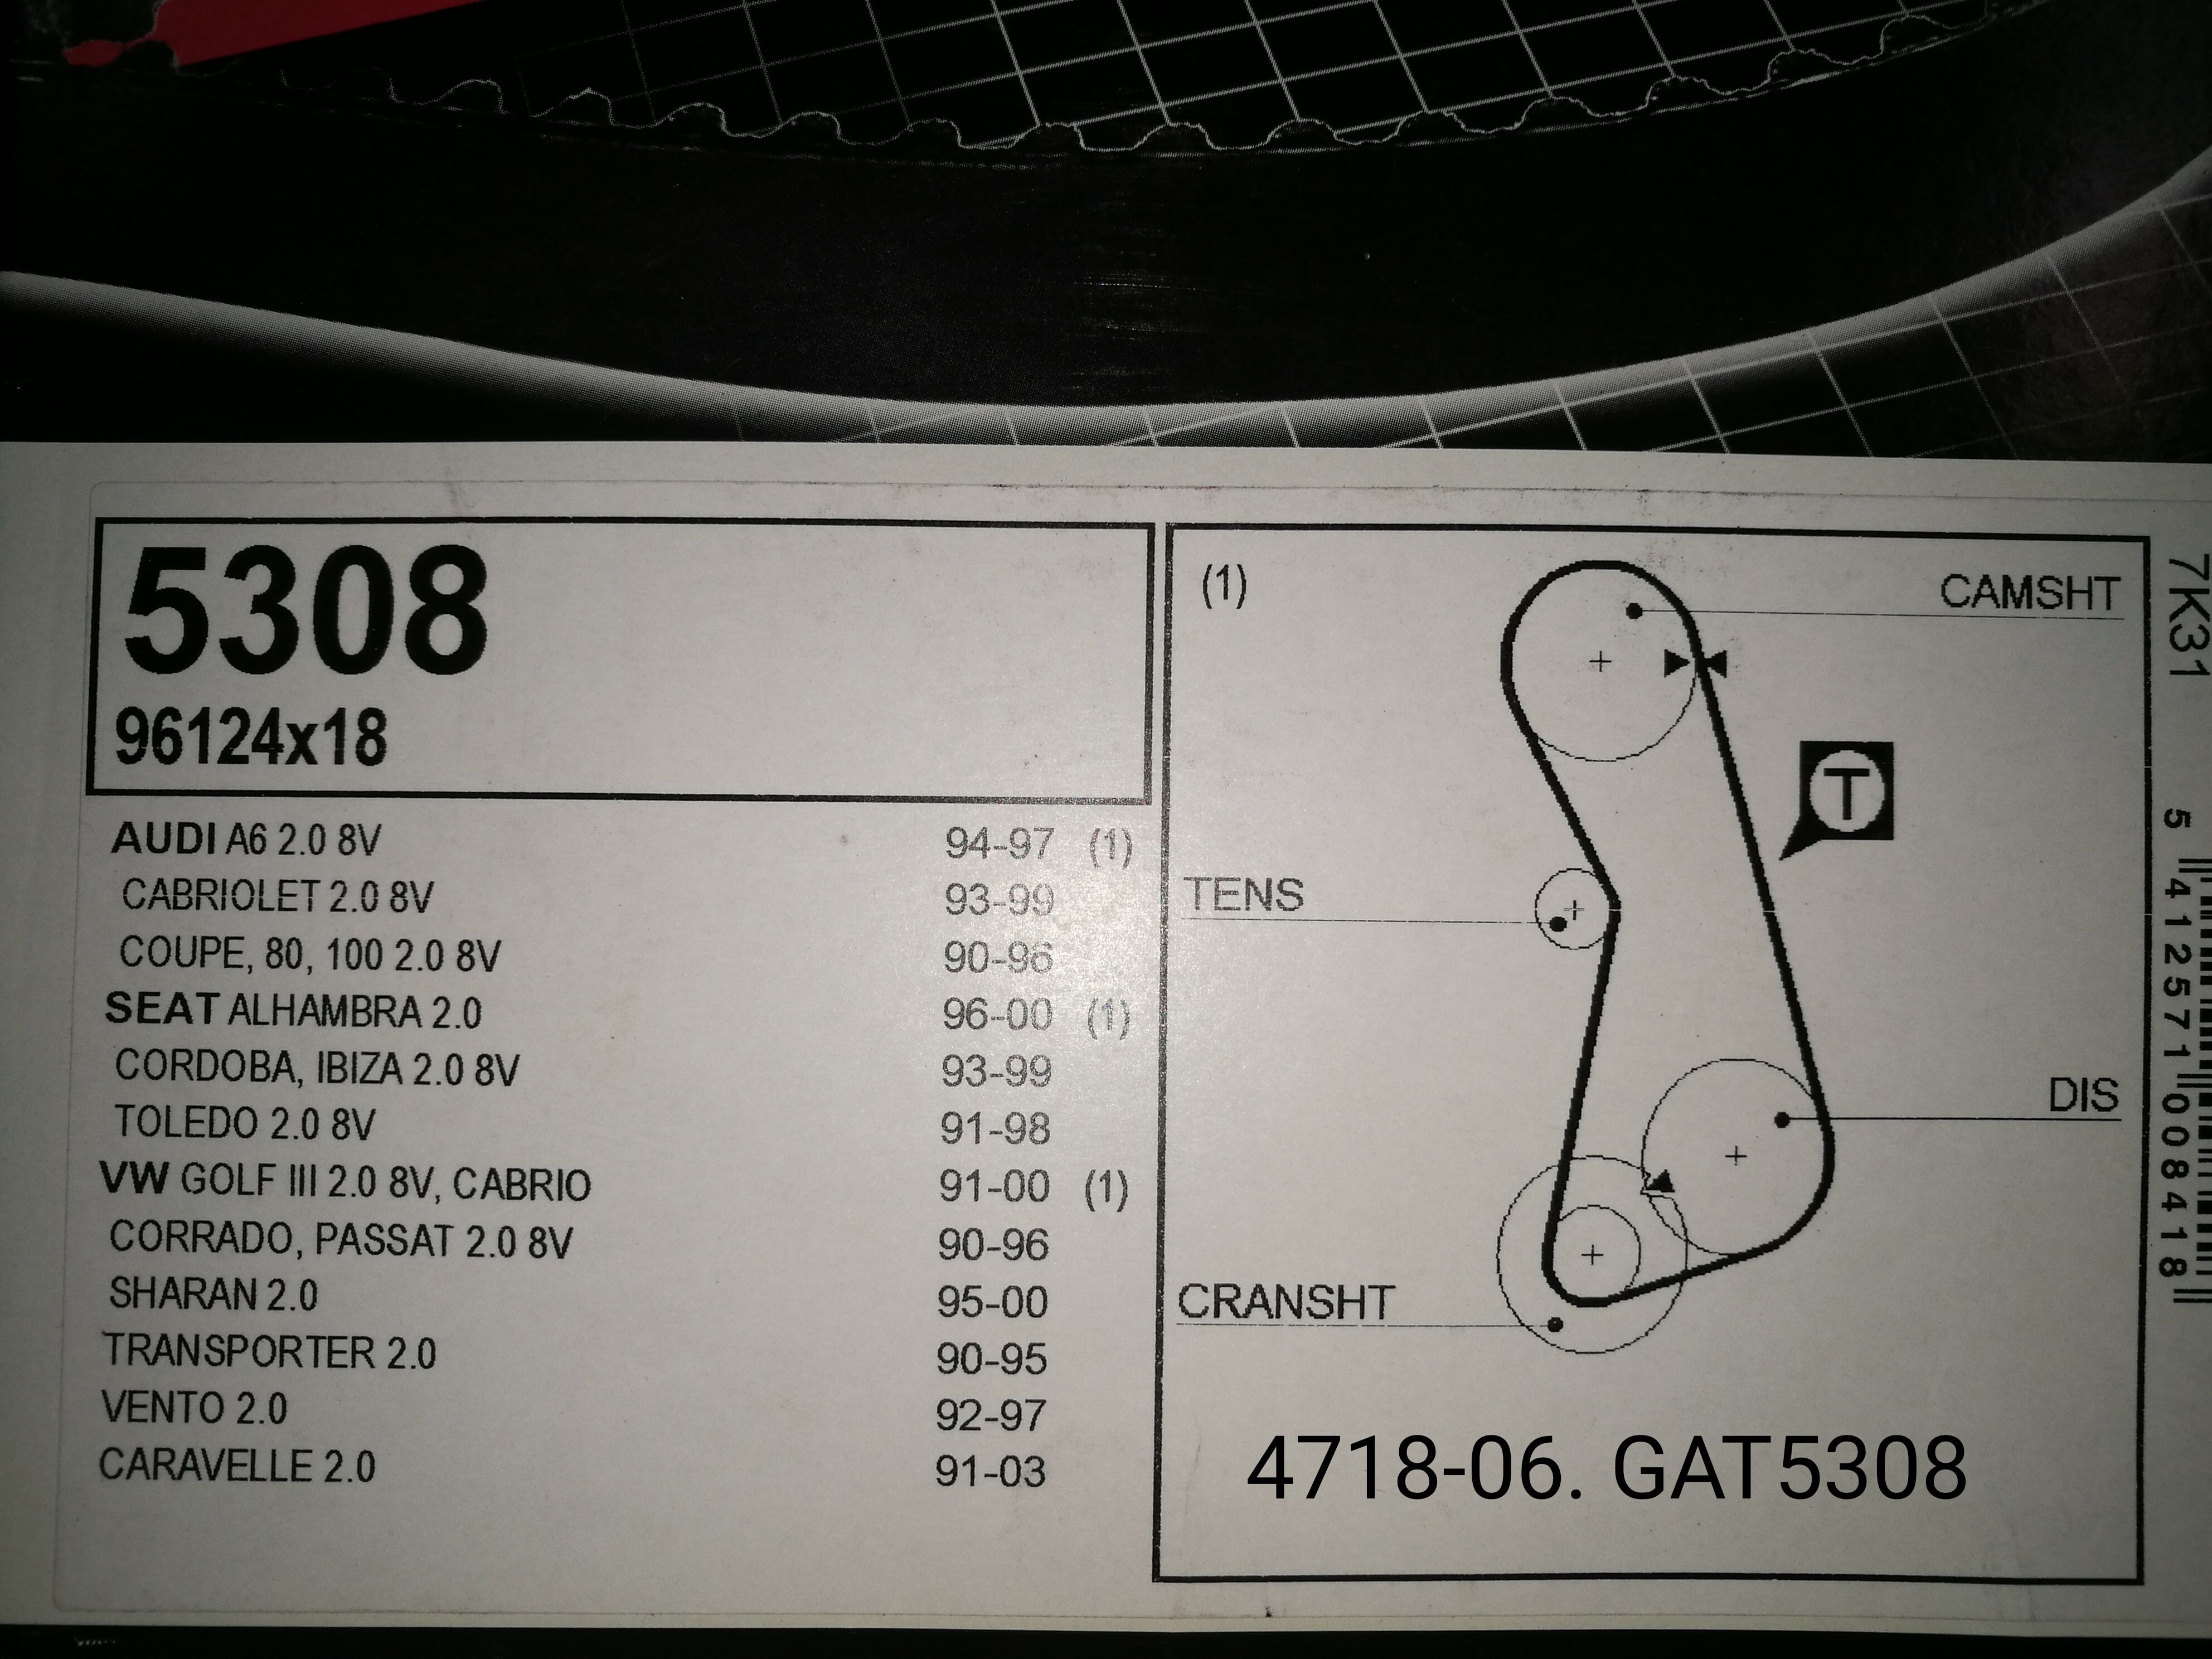 5308
96124x18
AUDI A6 2.0 8V 94-97 (1)
CABRIOLET 2.0 8V 93-99
COUPE, 80, 100 2.0 8V 90-96
SEAT ALHAMBRA 2.0 96-00 (1)
CORDOBA, IBIZA 2.0 8V 93-99
TOLEDO 2.0 8V 91-98
VW GOLF III 2.0 8V, CABRIO 91-00 (1)
CORRADO, PASSAT 2.0 8V 90-96
SHARAN 2.0 95-00
TRANSPORTER 2.0 90-95
VENTO 2.0 92-97
CARAVELLE 2.0 91-03
(1)
CAMSHT
T
TENS
DIS
CRANSHT
4718-06. GAT5308
7K31
5 412571 008418